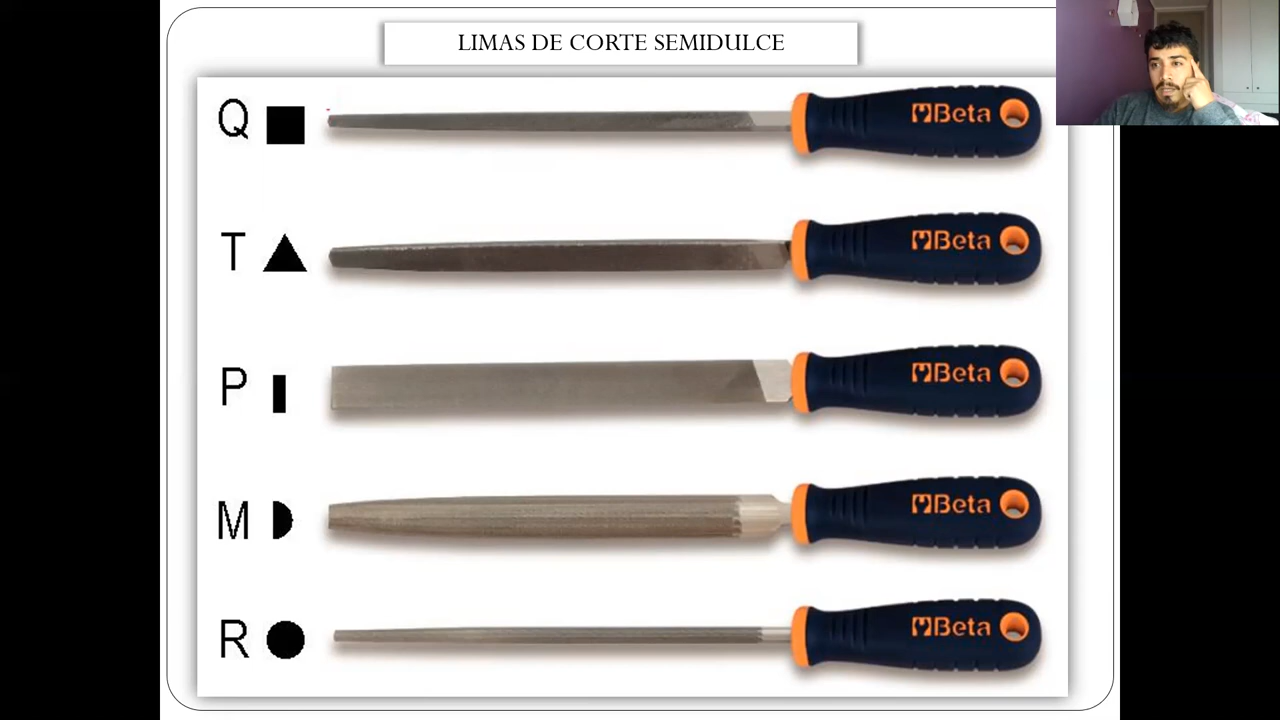 LIMAS DE CORTE SEMIDULCE
Q Beta
T Beta
P Beta
M Beta
R Beta